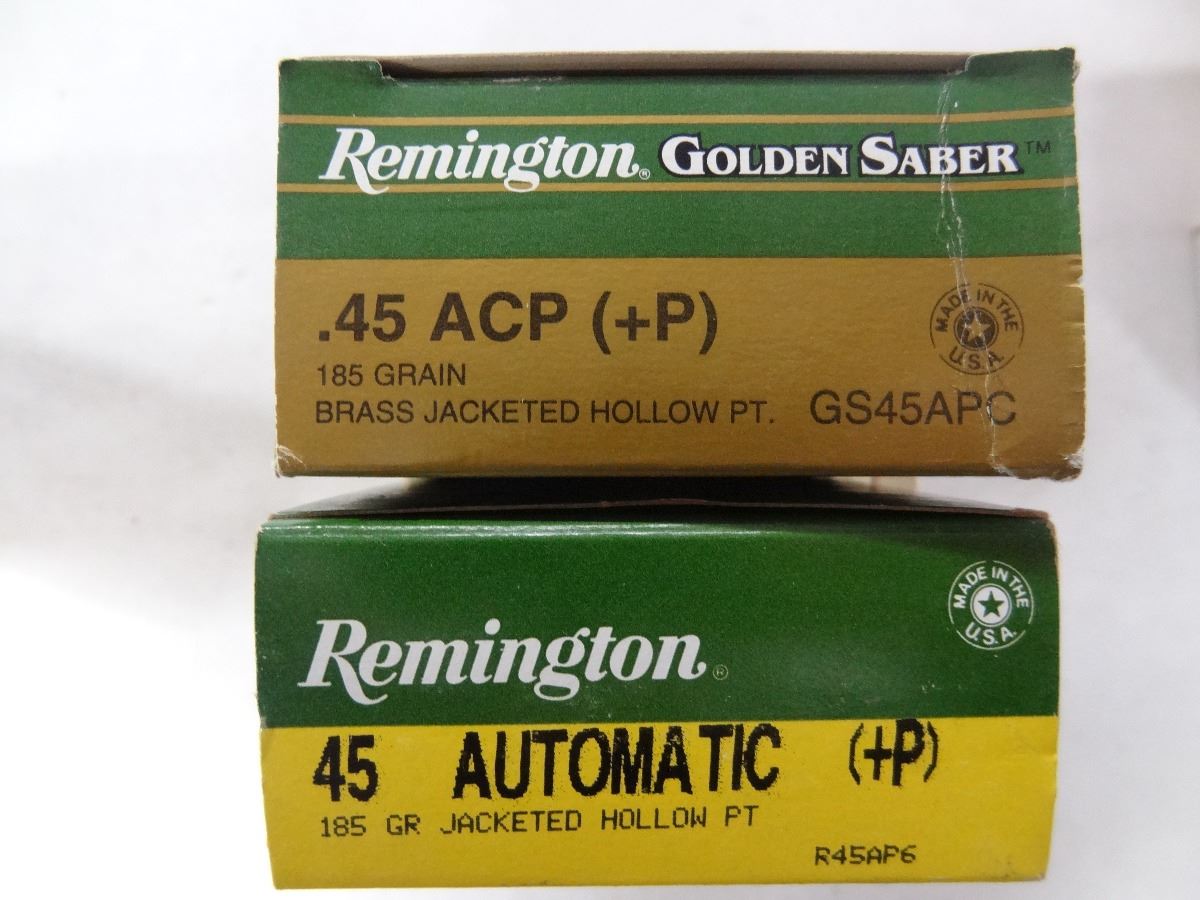 Remington® GOLDEN SABER™
.45 ACP (+P)
MADE IN THE U.S.A.
185 GRAIN
BRASS JACKETED HOLLOW PT. GS45APC
MADE IN THE U.S.A.
Remington®
45 AUTOMATIC (+P)
185 GR JACKETED HOLLOW PT
R45AP6